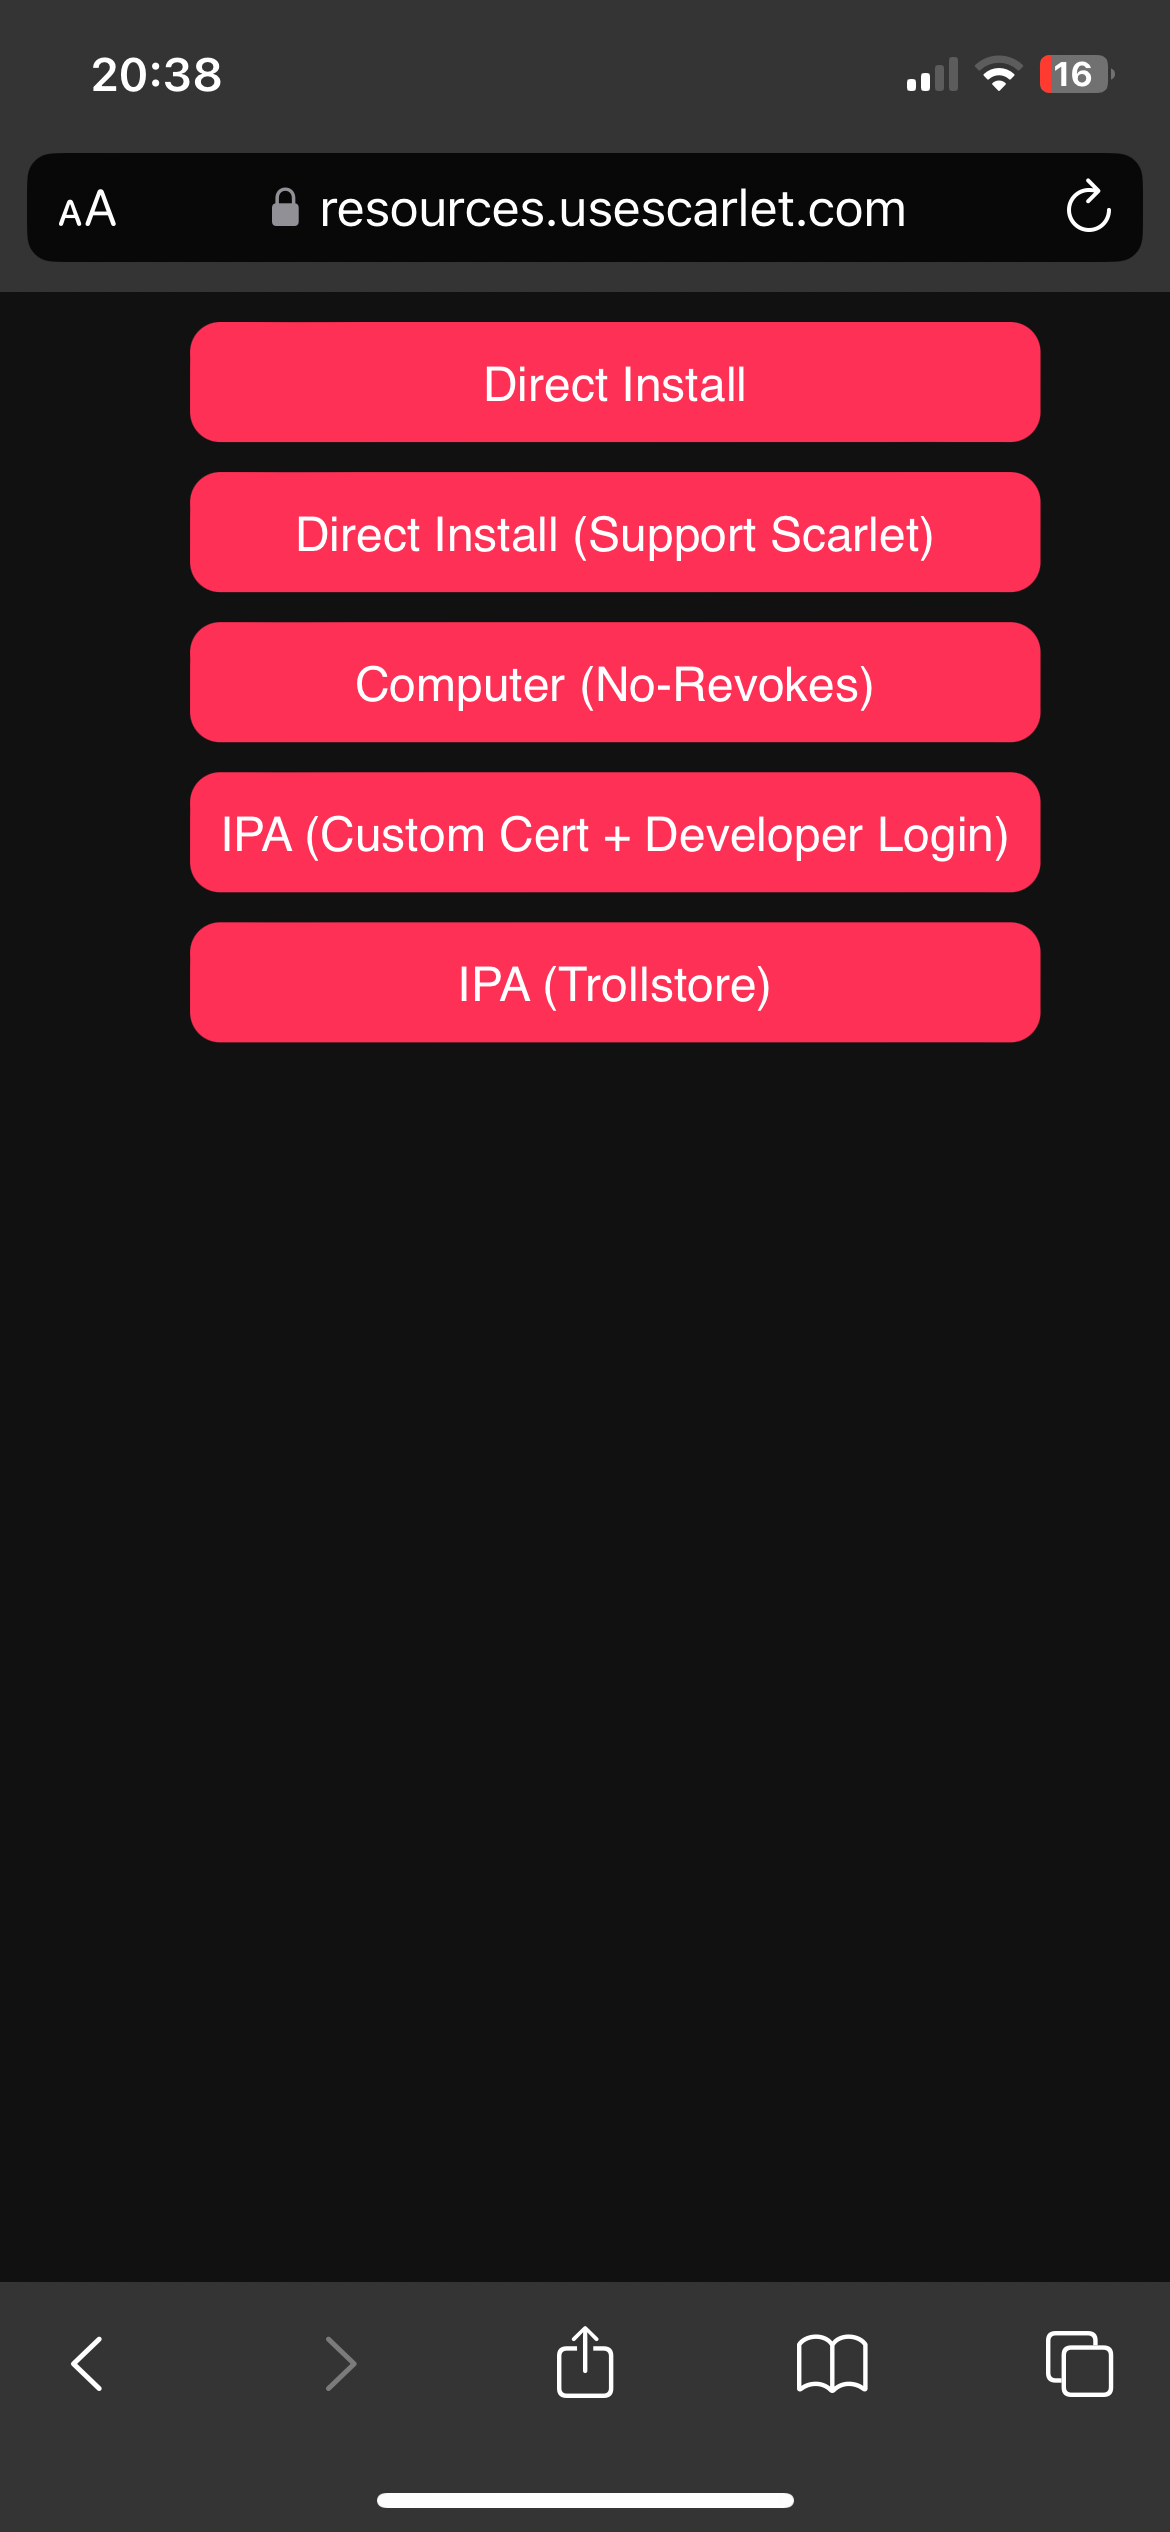 20:38
16
AA
resources.usescarlet.com
Direct Install
Direct Install (Support Scarlet)
Computer (No-Revokes)
IPA (Custom Cert + Developer Login)
IPA (Trollstore)